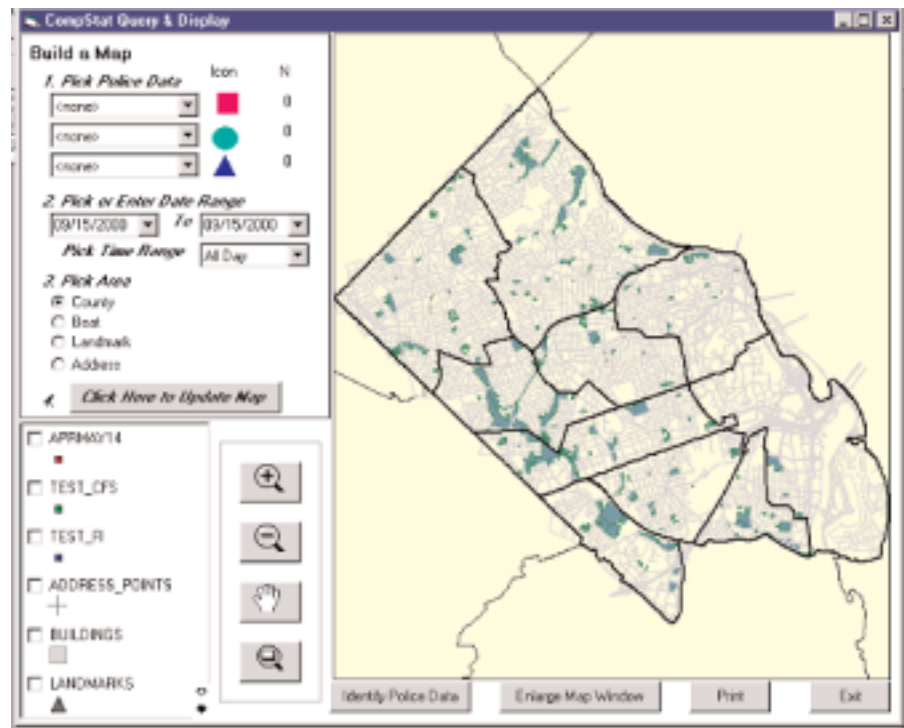 CompStat Query & Display
Build a Map
Icon N
1. Pick Police Data
<none> 0
<none> 0
<none> 0
2. Pick or Enter Date Range
09/15/2000 To 09/15/2000
Pick Time Range All Day
3. Pick Area
County
Beat
Landmark
Address
4. Click Here to Update Map
APRMAY14
TEST_CFS
TEST_FI
ADDRESS_POINTS
BUILDINGS
LANDMARKS
Identify Police Data Enlarge Map Window Print Exit